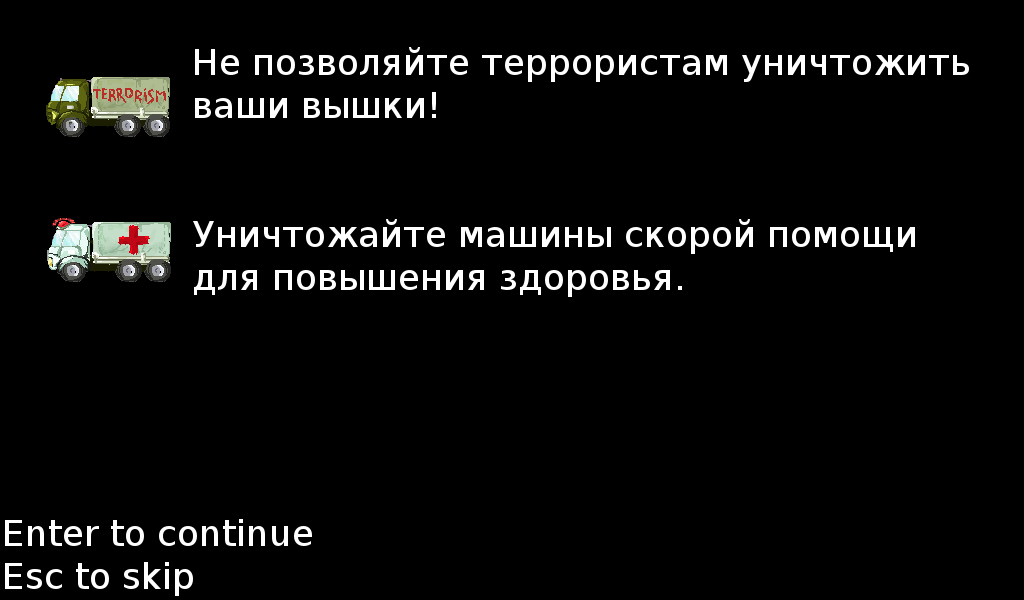 Не позволяйте террористам уничтожить
ваши вышки!
TERRORISM
Уничтожайте машины скорой помощи
для повышения здоровья.
Enter to continue
Esc to skip